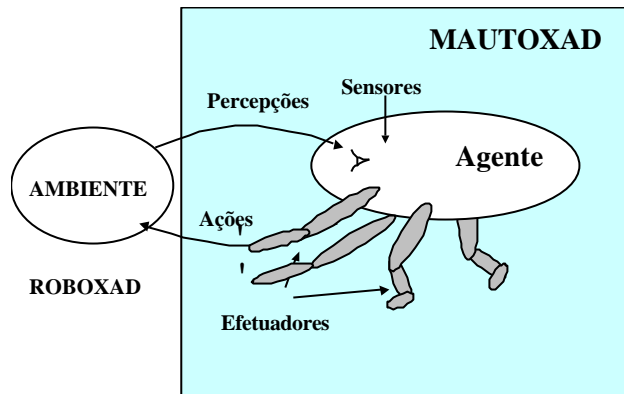 MAUTOXAD
Sensores
Percepções
Agente
AMBIENTE
Ações
ROBOXAD
Efetuadores